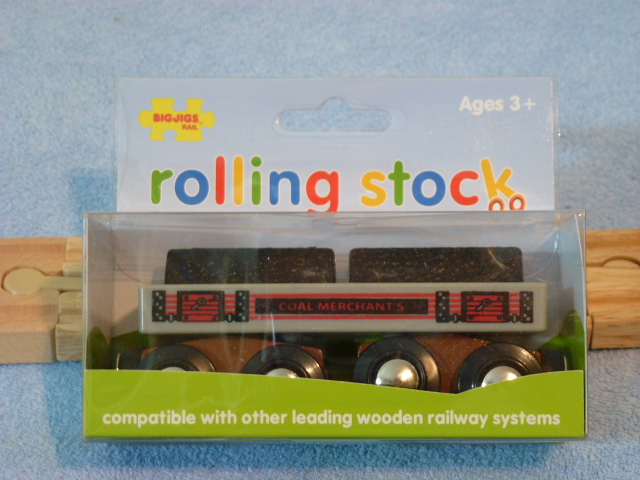 BIGJIGS
RAIL
Ages 3+
rolling stock
COAL MERCHANT'S
compatible with other leading wooden railway systems